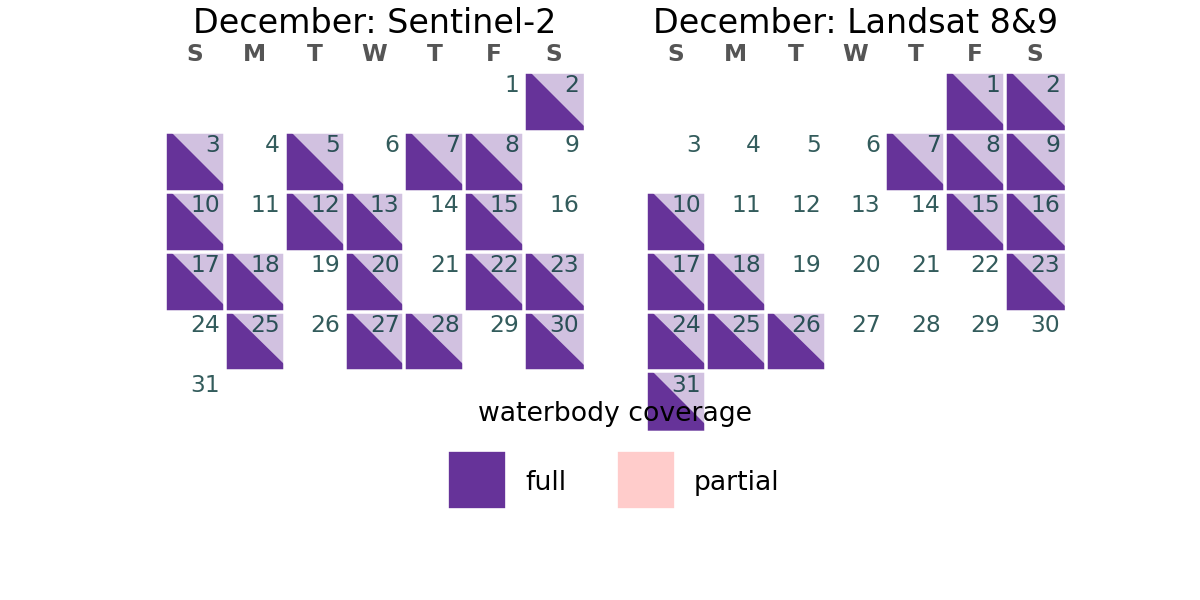 December: Sentinel-2
S M T W T F S
1 2
3 4 5 6 7 8 9
10 11 12 13 14 15 16
17 18 19 20 21 22 23
24 25 26 27 28 29 30
31
December: Landsat 8&9
S M T W T F S
1 2
3 4 5 6 7 8 9
10 11 12 13 14 15 16
17 18 19 20 21 22 23
24 25 26 27 28 29 30
31
waterbody coverage
full partial